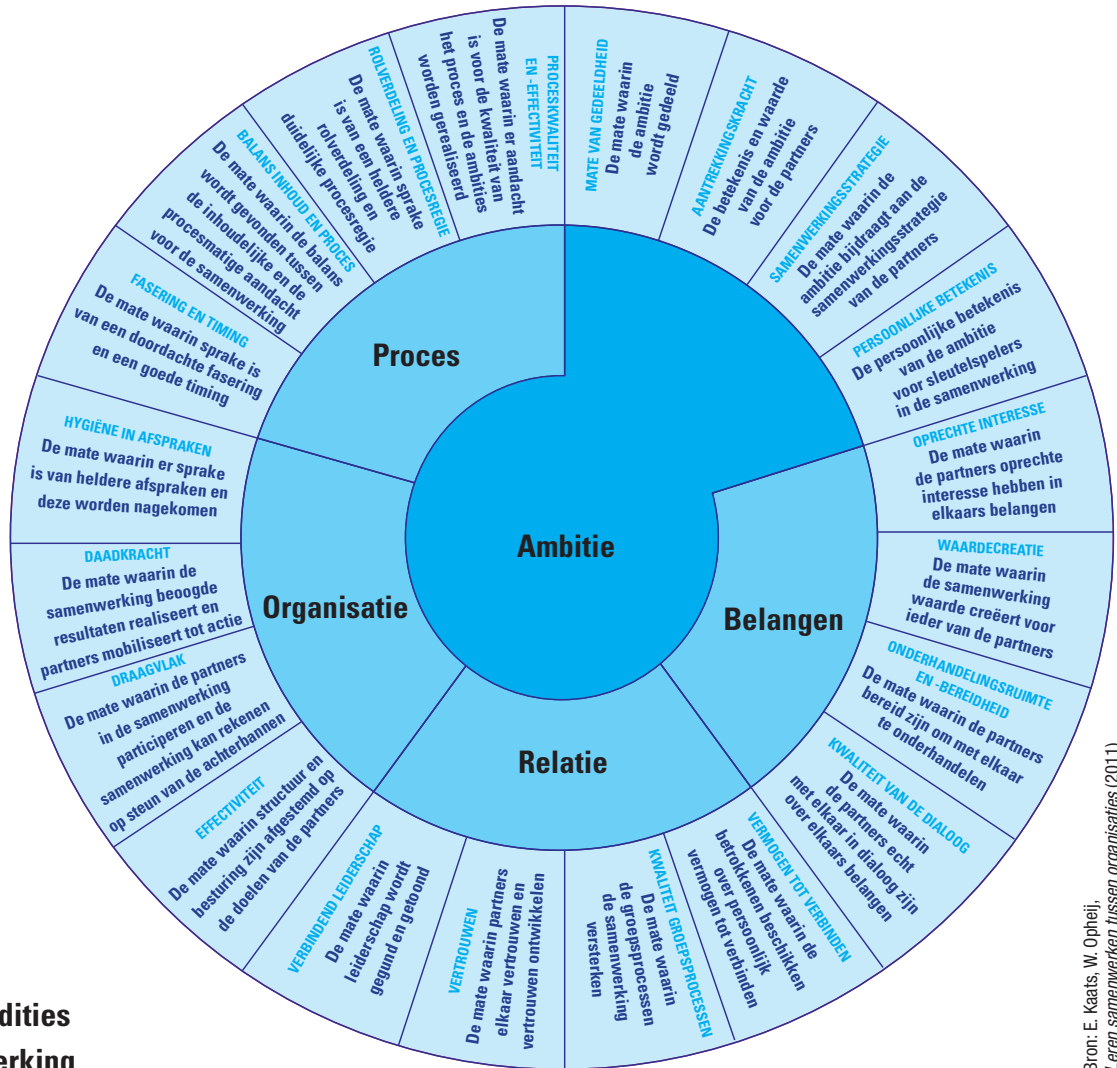 MATE VAN GEDEELDHEID
De mate waarin
de ambitie
wordt gedeeld
AANTREKKINGSKRACHT
De betekenis en waarde
van de ambitie
voor de partners
SAMENWERKINGSSTRATEGIE
De mate waarin de
ambitie bijdraagt aan de
samenwerkingsstrategie
van de partners
PERSOONLIJKE BETEKENIS
De persoonlijke betekenis
van de ambitie
voor sleutelspelers
in de samenwerking
OPRECHTE INTERESSE
De mate waarin
de partners oprechte
interesse hebben in
elkaars belangen
WAARDECREATIE
De mate waarin
de samenwerking
waarde creëert voor
ieder van de partners
ONDERHANDELINGSRUIMTE
EN -BEREIDHEID
De mate waarin de partners
bereid zijn om met elkaar
te onderhandelen
KWALITEIT VAN DE DIALOOG
De mate waarin
de partners echt
met elkaar in dialoog zijn
over elkaars belangen
VERMOGEN TOT VERBINDEN
De mate waarin de
betrokkenen beschikken
over persoonlijk
vermogen tot verbinden
KWALITEIT GROEPSPROCESSEN
De mate waarin
de groepsprocessen
de samenwerking
versterken
VERTROUWEN
De mate waarin partners
elkaar vertrouwen en
vertrouwen ontwikkelen
VERBINDEND LEIDERSCHAP
De mate waarin
leiderschap wordt
gegund en getoond
EFFECTIVITEIT
De mate waarin structuur en
besturing zijn afgestemd op
de doelen van de partners
DRAAGVLAK
De mate waarin de partners
in de samenwerking
participeren en de
samenwerking kan rekenen
op steun van de achterbannen
DAADKRACHT
De mate waarin de
samenwerking beoogde
resultaten realiseert en
partners mobiliseert tot actie
HYGIËNE IN AFSPRAKEN
De mate waarin er sprake
is van heldere afspraken en
deze worden nagekomen
FASERING EN TIMING
De mate waarin sprake is
van een doordachte fasering
en een goede timing
BALANS INHOUD EN PROCES
De mate waarin de balans
wordt gevonden tussen
de inhoudelijke en de
procesmatige aandacht
voor de samenwerking
ROLVERDELING EN PROCESREGIE
De mate waarin sprake
is van een heldere
rolverdeling en
duidelijke procesregie
PROCESKWALITEIT
EN -EFFECTIVITEIT
De mate waarin er aandacht
is voor de kwaliteit van
het proces en de ambities
worden gerealiseerd
Proces
Ambitie
Organisatie
Belangen
Relatie
dities
erking
Bron: E. Kaats, W. Opheij,
Leren samenwerken tussen organisaties (2011)